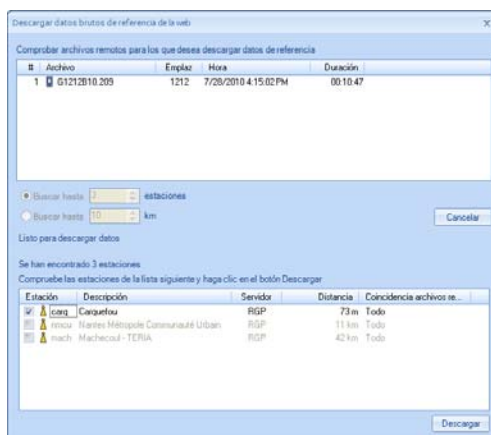 Descargar datos brutos de referencia de la web
Comprobar archivos remotos para los que desea descargar datos de referencia
# Archivo Emplaz Hora Duración
1 G1212B10.209 1212 7/28/2010 4:15:02 PM 00:10:47
Buscar hasta estaciones
Buscar hasta 10 km
Cancelar
Listo para descargar datos
Se han encontrado 3 estaciones
Compruebe las estaciones de la lista siguiente y haga clic en el botón Descargar
Estación Descripción Servidor Distancia Coincidencia archivos re...
carq Carquefou RGP 73 m Todo
nmou Nantes Métropole Communauté Urbain RGP 11 km Todo
mach Machecoul - TERIA RGP 42 km Todo
Descargar